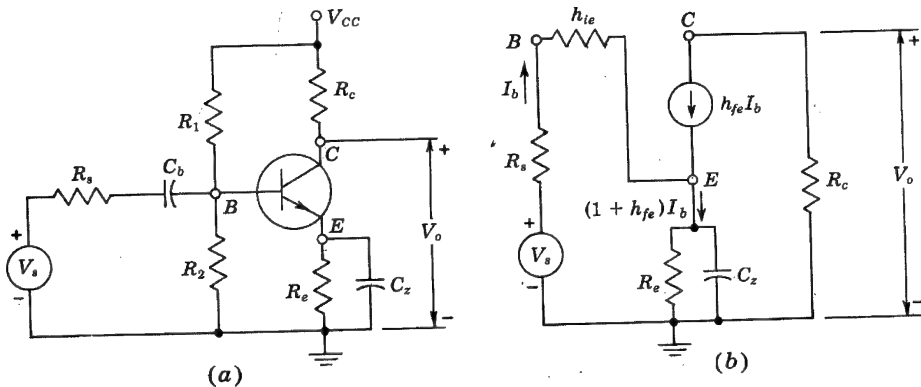 V_CC
R_c
R_1
C
+
R_s
C_b
B
V_o
+
E
V_s
R_2
-
R_e
C_z
-
(a)
h_ie
C
B
+
I_b
h_fe I_b
R_s
E
R_c
V_o
(1 + h_fe)I_b
+
V_s
R_e
C_z
-
-
(b)